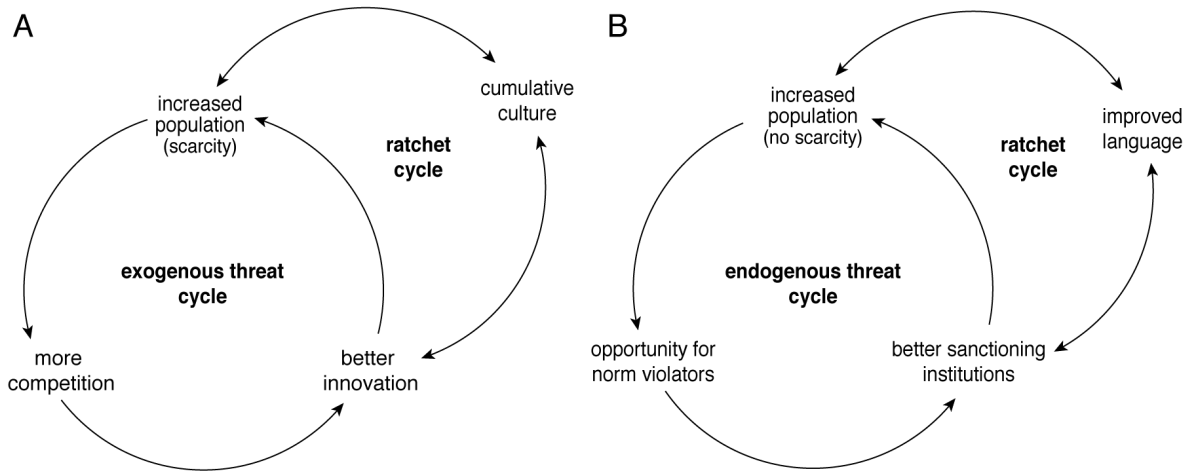 A
increased
population
(scarcity)
cumulative
culture
ratchet
cycle
exogenous threat
cycle
more
competition
better
innovation
B
increased
population
(no scarcity)
improved
language
ratchet
cycle
endogenous threat
cycle
opportunity for
norm violators
better sanctioning
institutions